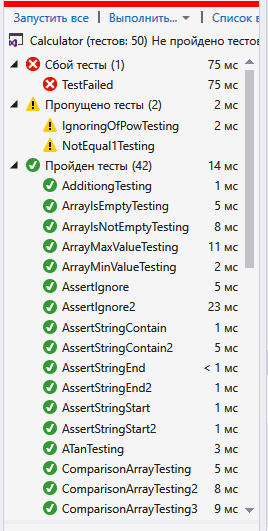 Запустить все | Выполнить... | Список в
Calculator (тестов: 50) Не пройдено тестов
Сбой тесты (1) 75 мс
TestFailed 75 мс
Пропущено тесты (2) 2 мс
IgnoringOfPowTesting 2 мс
NotEqual1Testing
Пройден тесты (42) 14 мс
AdditiongTesting 1 мс
ArrayIsEmptyTesting 5 мс
ArrayIsNotEmptyTesting 8 мс
ArrayMaxValueTesting 11 мс
ArrayMinValueTesting 2 мс
AssertIgnore 5 мс
AssertIgnore2 23 мс
AssertStringContain 1 мс
AssertStringContain2 5 мс
AssertStringEnd < 1 мс
AssertStringEnd2 1 мс
AssertStringStart 1 мс
AssertStringStart2 1 мс
ATanTesting 3 мс
ComparisonArrayTesting 5 мс
ComparisonArrayTesting2 8 мс
ComparisonArrayTesting3 9 мс